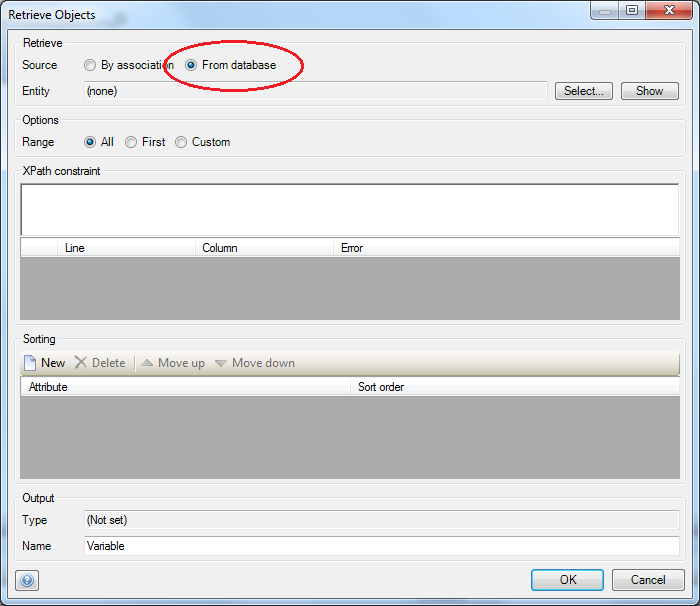 Retrieve Objects
Retrieve
Source By association From database
Entity (none) Select... Show
Options
Range All First Custom
XPath constraint
Line Column Error
Sorting
New Delete Move up Move down
Attribute Sort order
Output
Type (Not set)
Name Variable
? OK Cancel